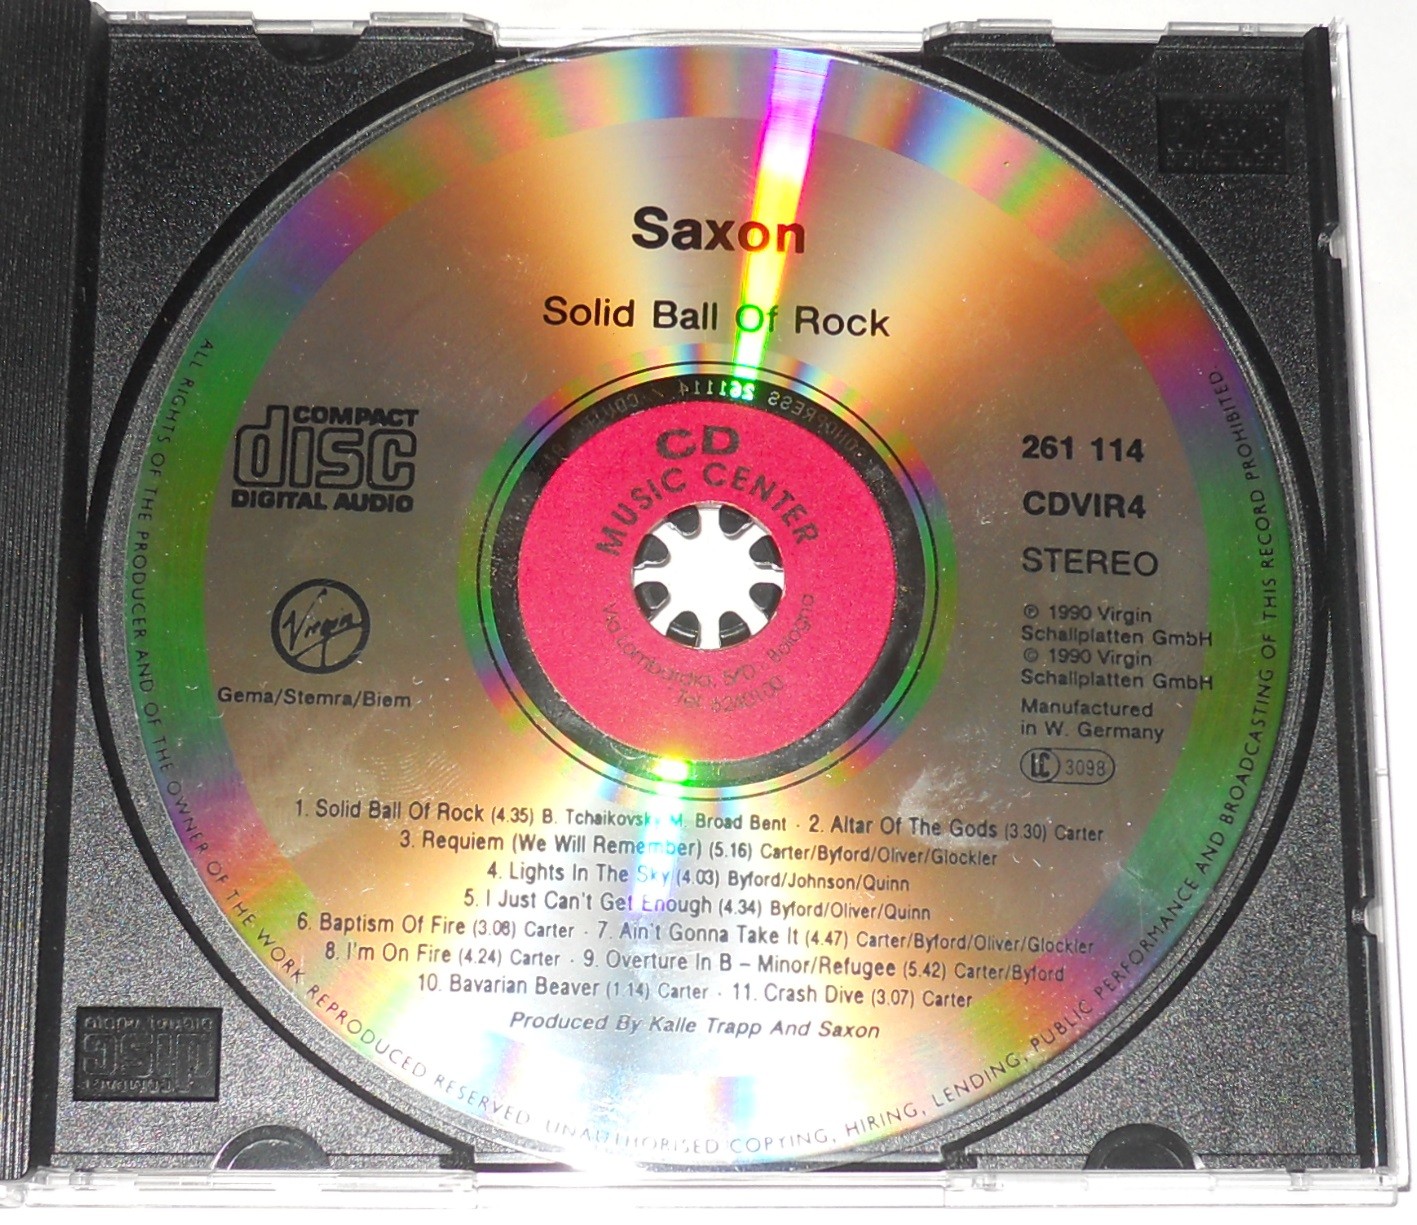 Saxon
Solid Ball Of Rock
COMPACT
disc
DIGITAL AUDIO
Virgin
Gema/Stemra/Biem
261 114
CDVIR4
STEREO
℗ 1990 Virgin
Schallplatten GmbH
© 1990 Virgin
Schallplatten GmbH
Manufactured
in W. Germany
LC 3098
261114
CD
MUSIC CENTER
Via Lombardia, Bologna
Tel.
1. Solid Ball Of Rock (4.35) B. Tchaikovsky M. Broad Bent · 2. Altar Of The Gods (3.30) Carter
3. Requiem (We Will Remember) (5.16) Carter/Byford/Oliver/Glockler
4. Lights In The Sky (4.03) Byford/Johnson/Quinn
5. I Just Can't Get Enough (4.34) Byford/Oliver/Quinn
6. Baptism Of Fire (3.08) Carter · 7. Ain't Gonna Take It (4.47) Carter/Byford/Oliver/Glockler
8. I'm On Fire (4.24) Carter · 9. Overture In B – Minor/Refugee (5.42) Carter/Byford
10. Bavarian Beaver (1.14) Carter · 11. Crash Dive (3.07) Carter
Produced By Kalle Trapp And Saxon
ALL RIGHTS OF THE PRODUCER AND OF THE OWNER OF THE WORK REPRODUCED RESERVED. UNAUTHORISED COPYING, HIRING, LENDING, PUBLIC PERFORMANCE AND BROADCASTING OF THIS RECORD PROHIBITED.